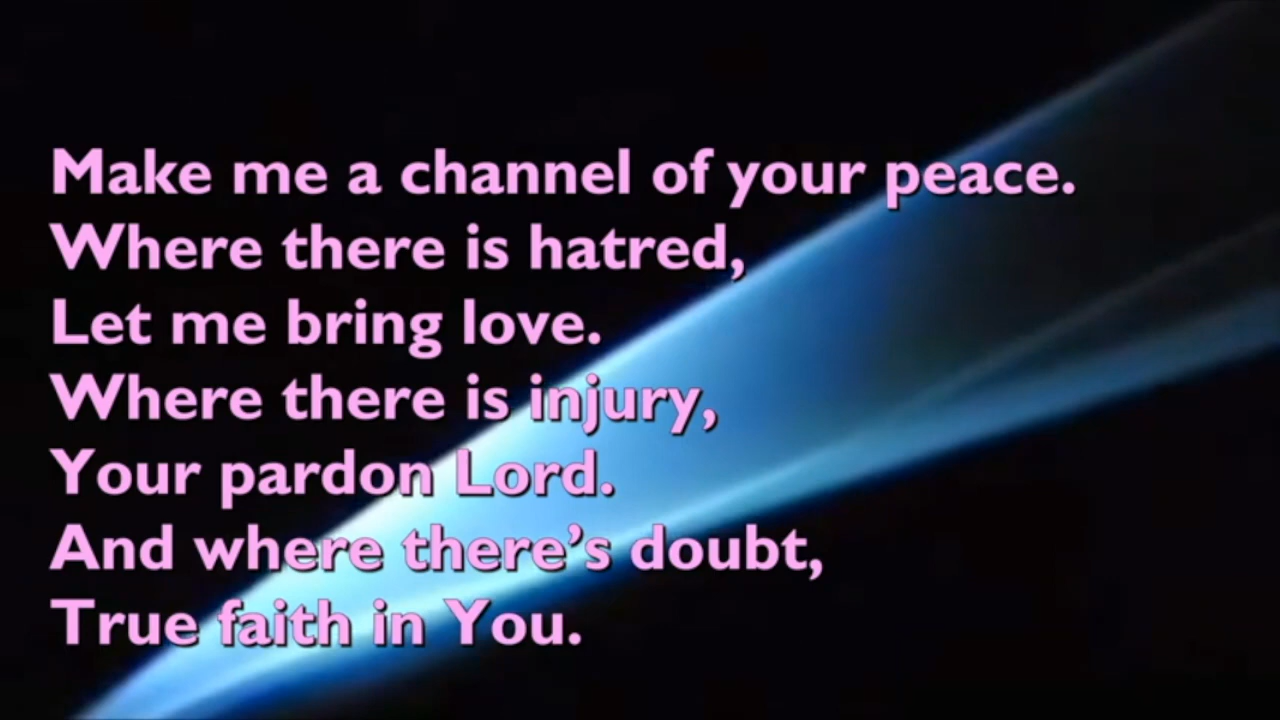 Make me a channel of your peace.
Where there is hatred,
Let me bring love.
Where there is injury,
Your pardon Lord.
And where there’s doubt,
True faith in You.